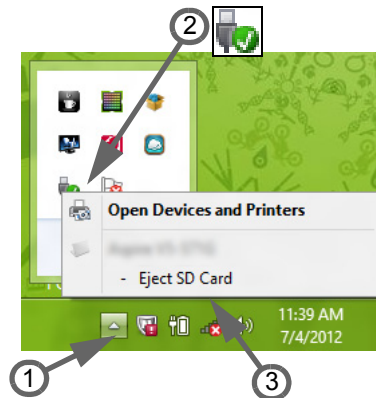 2
Open Devices and Printers
- Eject SD Card
11:39 AM
7/4/2012
1
3